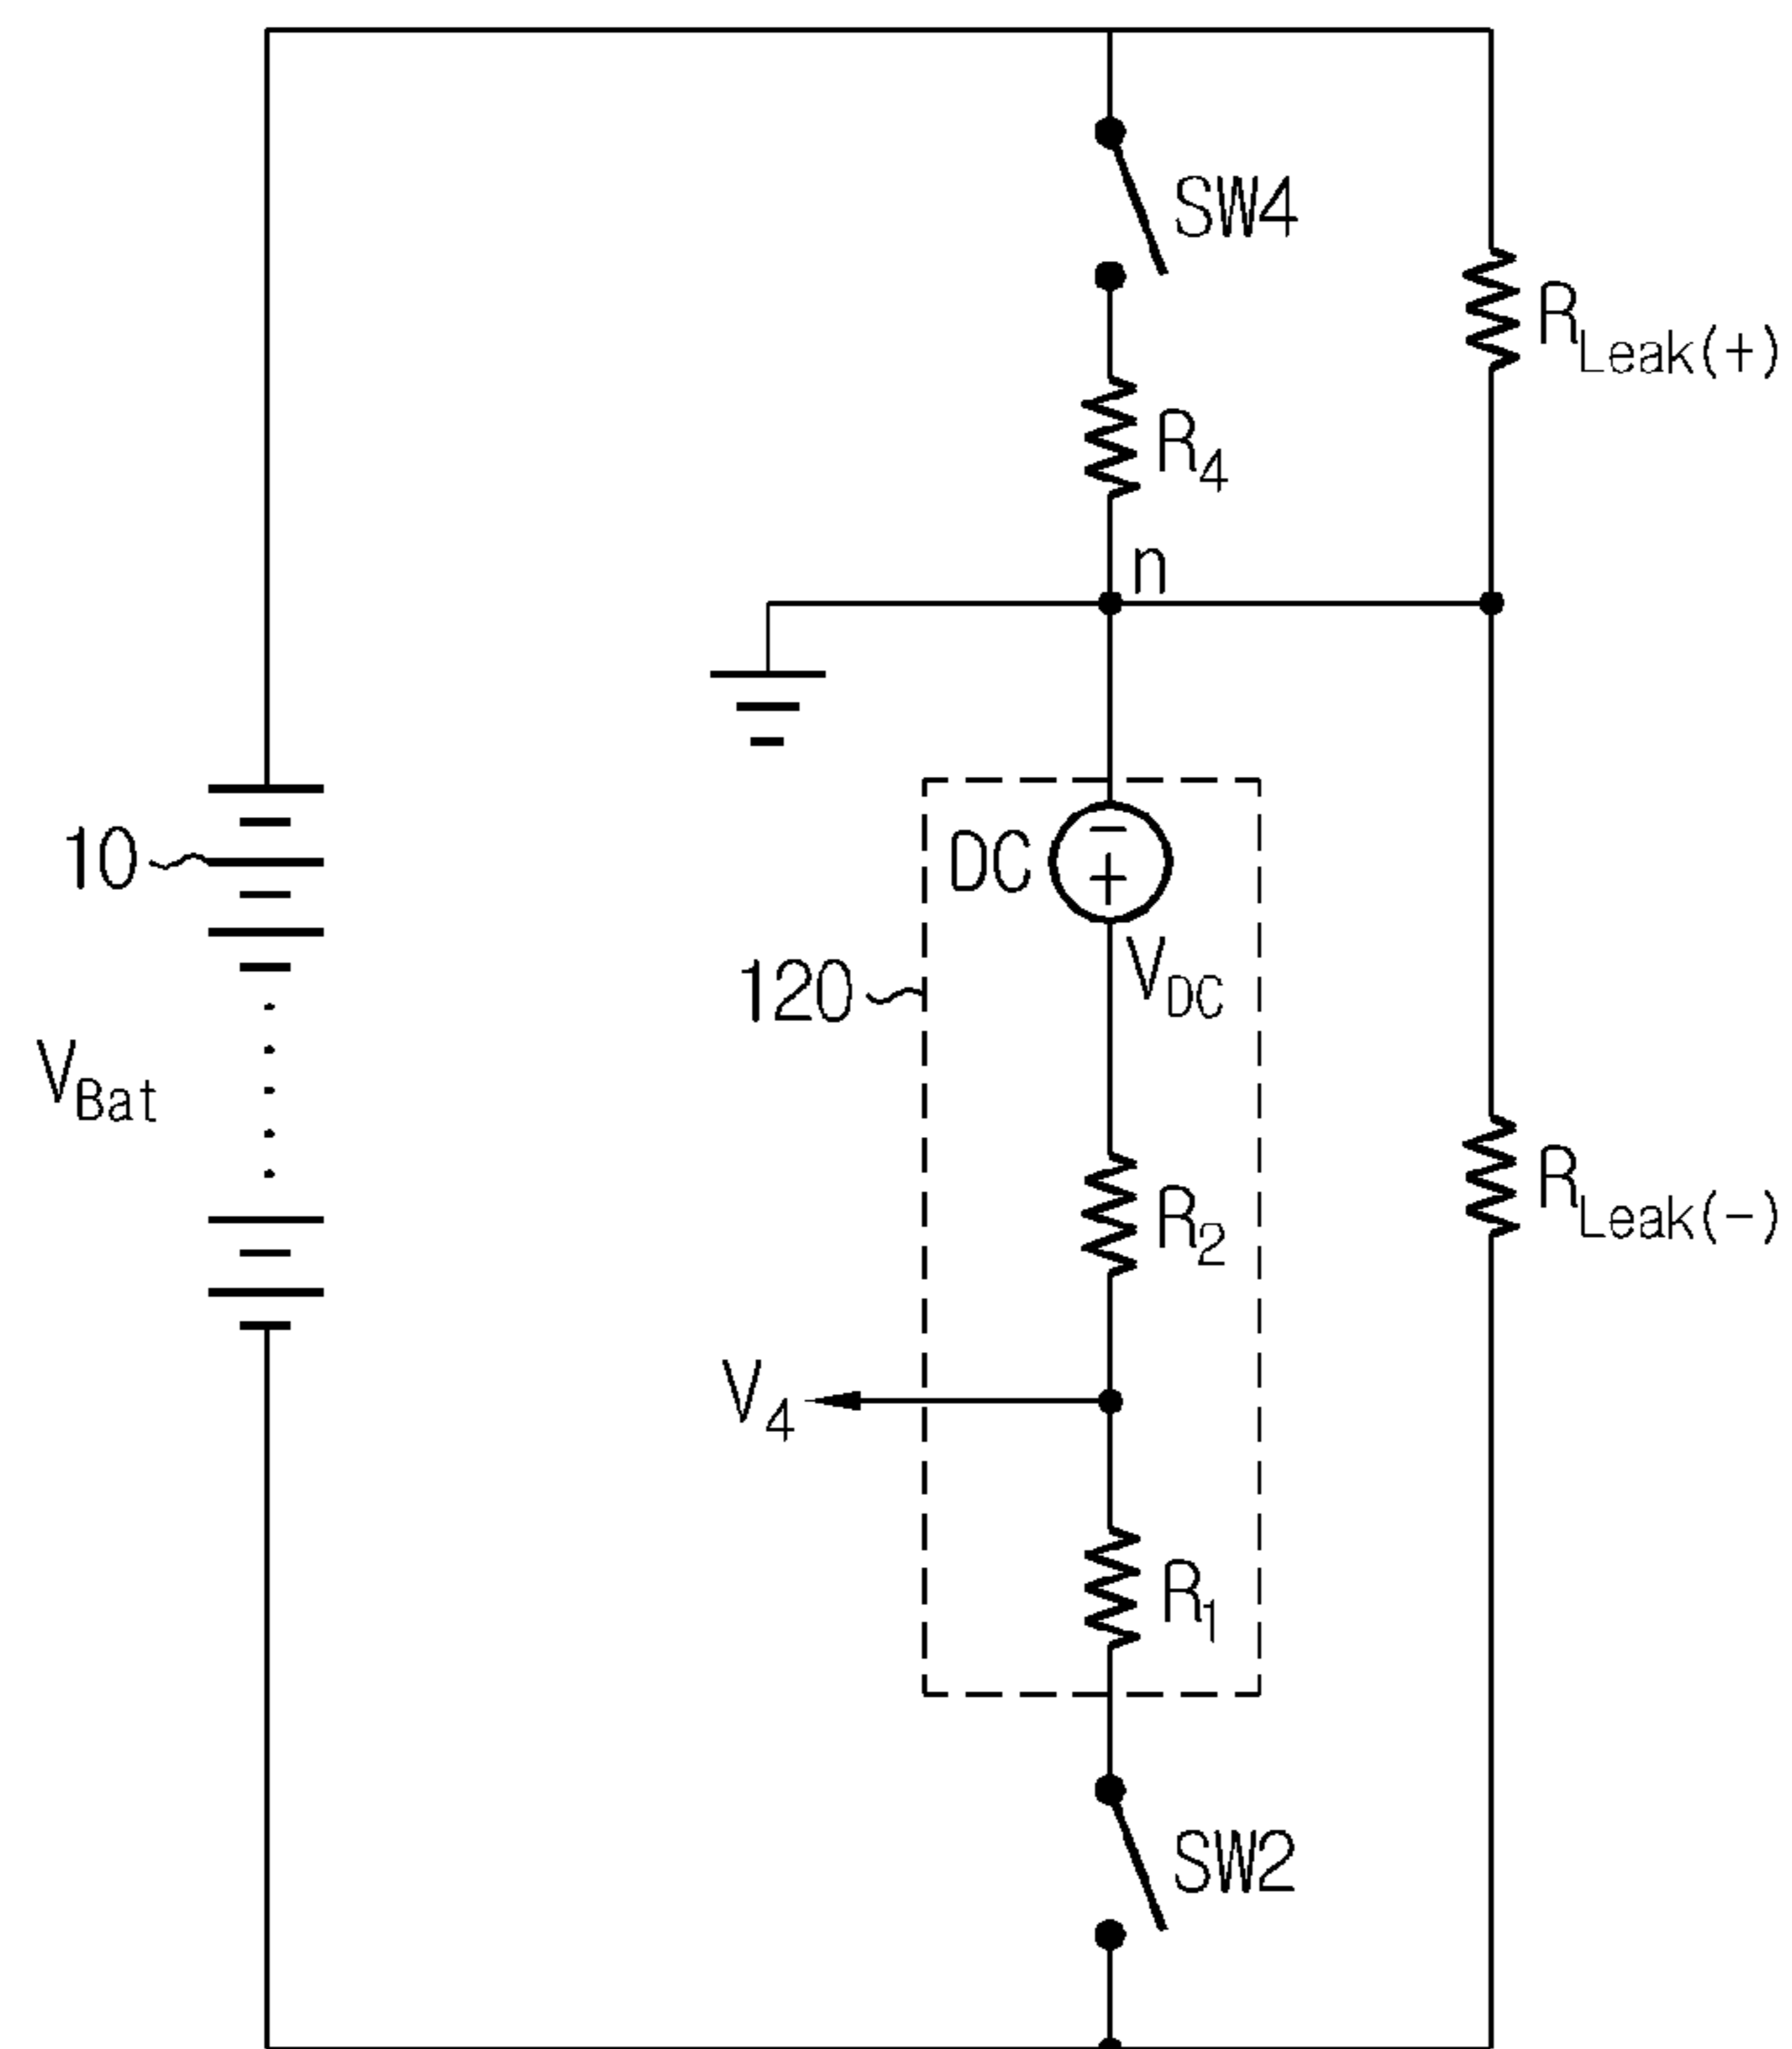 SW4
R_Leak(+)
R_4
n
10
DC
120
V_DC
V_Bat
R_2
R_Leak(-)
V_4
R_1
SW2